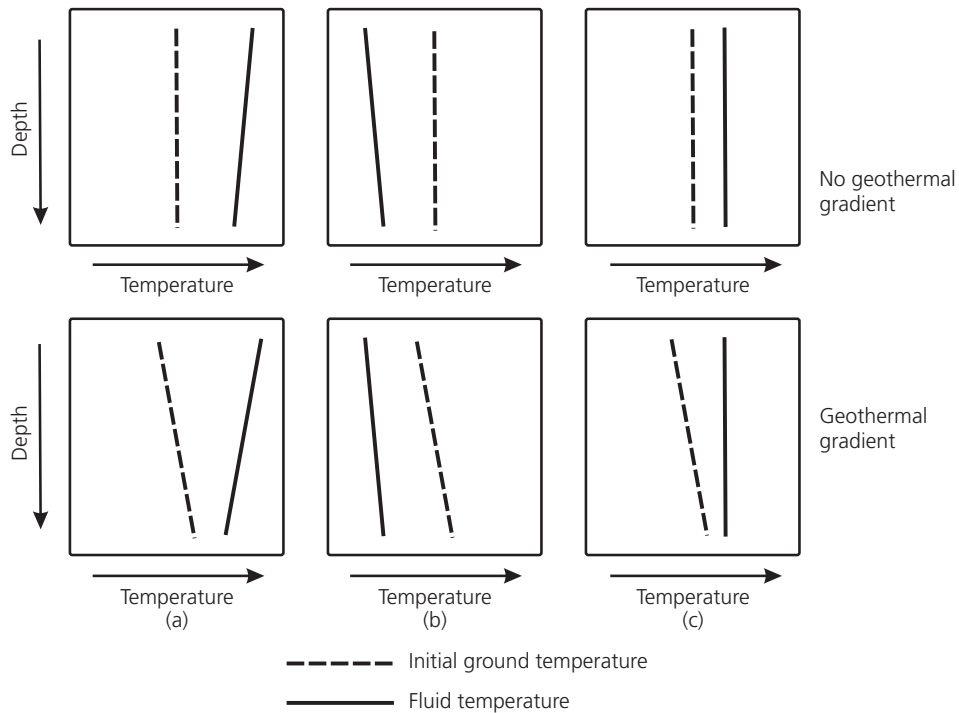 Depth
Temperature
Temperature
Temperature
No geothermal
gradient
Depth
Temperature
(a)
Temperature
(b)
Temperature
(c)
Geothermal
gradient
Initial ground temperature
Fluid temperature